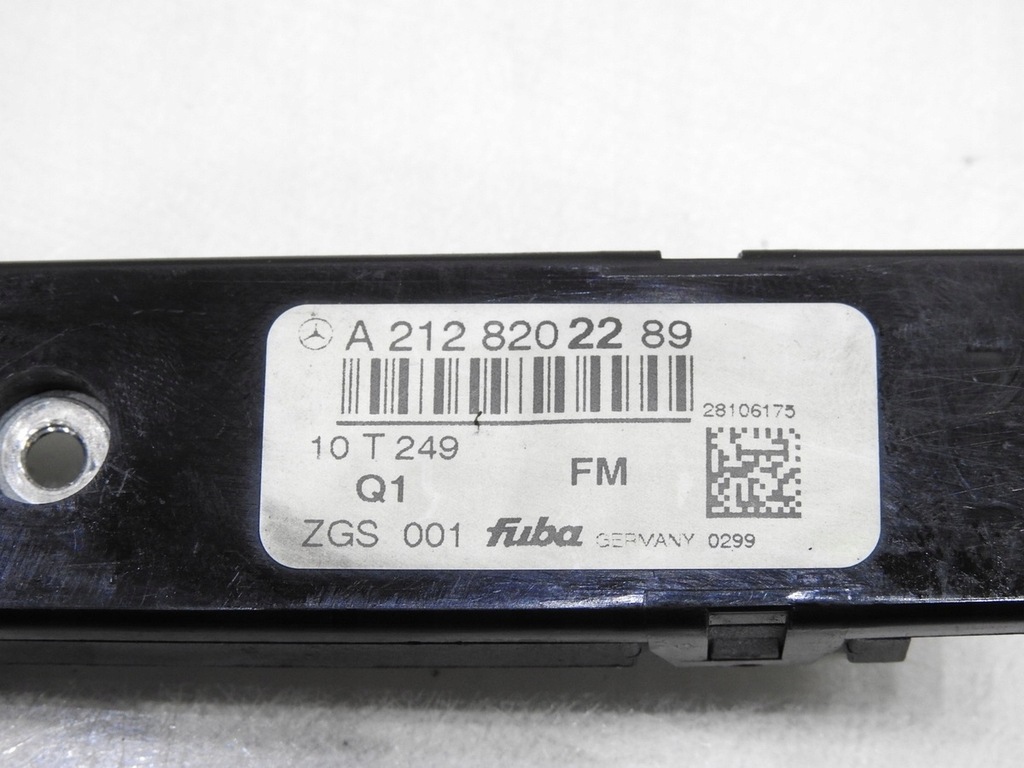 A 212 820 22 89
28106175
10 T 249
Q1
FM
ZGS 001 fuba GERMANY 0299